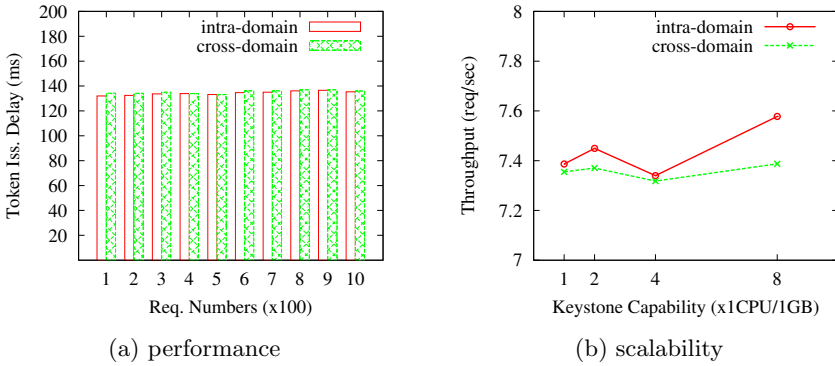 Token Iss. Delay (ms)
200
180
160
140
120
100
80
60
40
20
intra-domain
cross-domain
1 2 3 4 5 6 7 8 9 10
Req. Numbers (x100)
(a) performance
Throughput (req/sec)
8
7.8
7.6
7.4
7.2
7
intra-domain
cross-domain
1 2 4 8
Keystone Capability (x1CPU/1GB)
(b) scalability